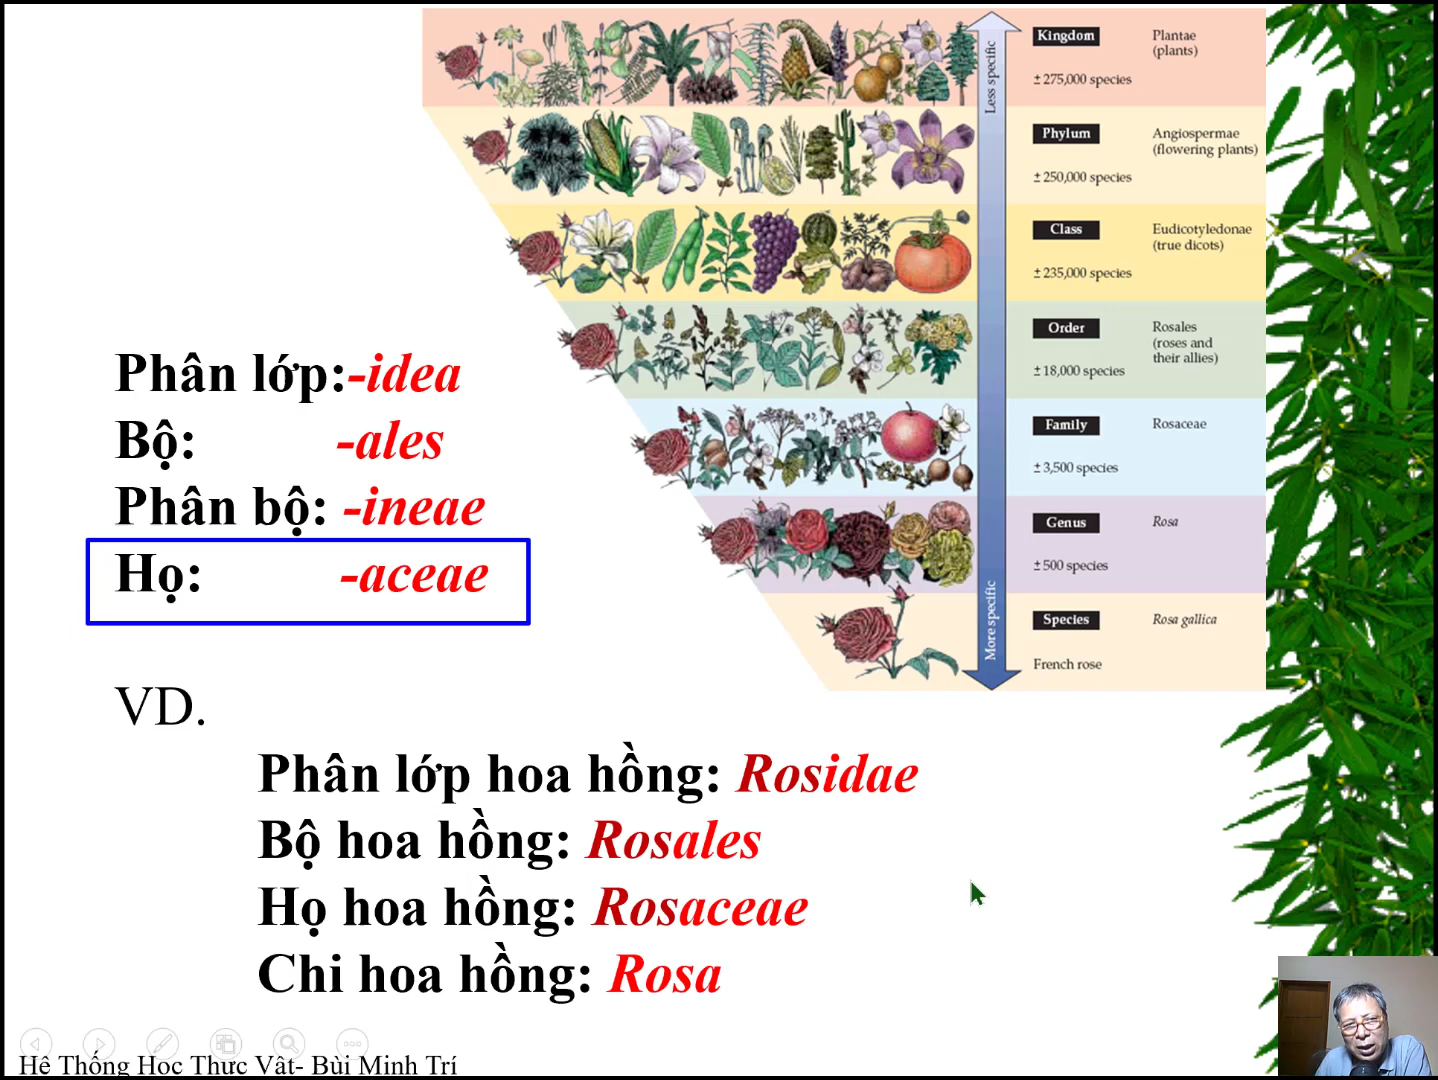 Kingdom Plantae
(plants)
± 275,000 species
Less specific
Phylum Angiospermae
(flowering plants)
± 250,000 species
Class Eudicotyledonae
(true dicots)
± 235,000 species
Order Rosales
(roses and
their allies)
± 18,000 species
Family Rosaceae
± 3,500 species
Genus Rosa
± 500 species
More specific
Species Rosa gallica
French rose
Phân lớp:-idea
Bộ: -ales
Phân bộ: -ineae
Họ: -aceae
VD.
Phân lớp hoa hồng: Rosidae
Bộ hoa hồng: Rosales
Họ hoa hồng: Rosaceae
Chi hoa hồng: Rosa
Hệ Thống Học Thực Vật- Bùi Minh Trí